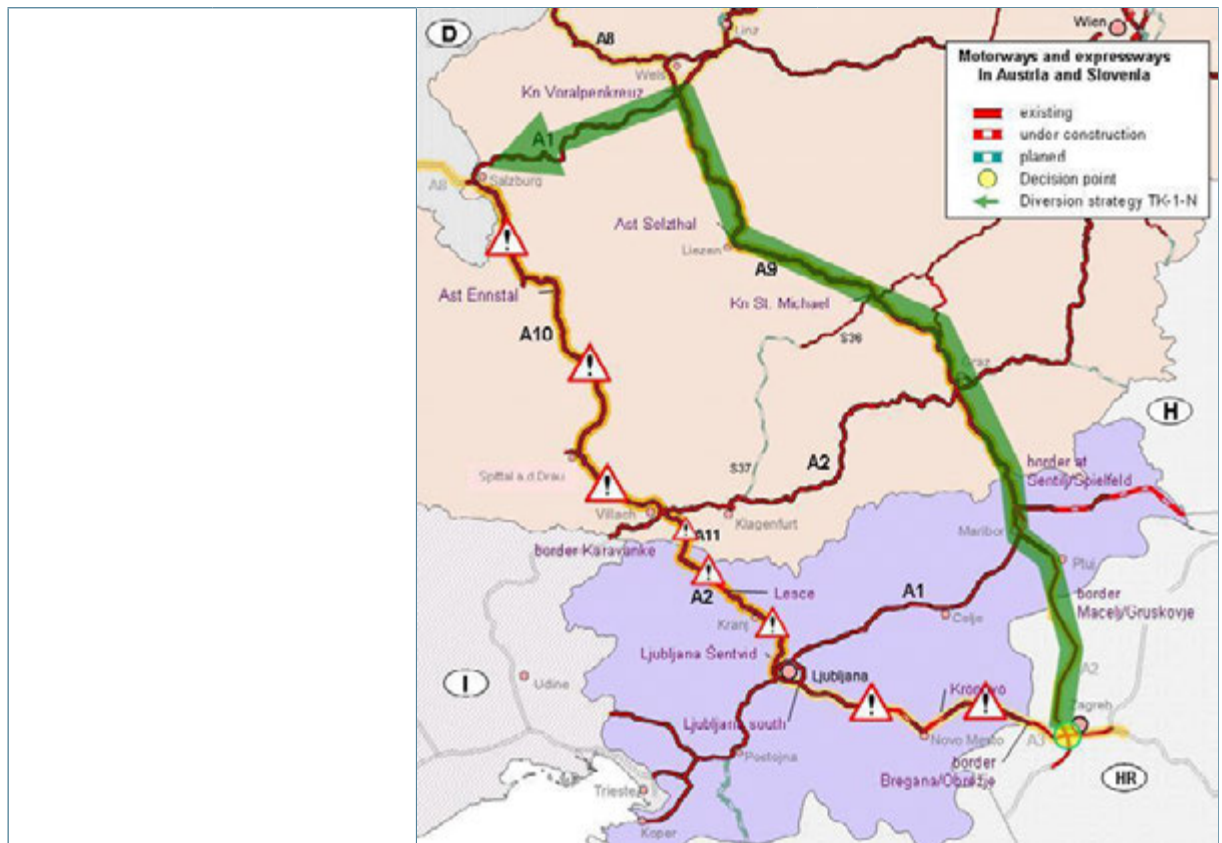 D
A8
Linz
Wien
Motorways and expressways
in Austria and Slovenia
existing
under construction
planed
Decision point
Diversion strategy TK-1-N
Wels
Kn Voralpenkreuz
A1
A8
Salzburg
Ast Selzthal
Liezen
A9
Ast Ennstal
Kn St. Michael
A10
S36
Graz
H
A2
S37
border at
Sentilj/Spielfeld
Spittal a.d.Drau
Villach
Klagenfurt
A11
Maribor
border Karavanke
Ptuj
A2
Lesce
A1
border
Macelj/Gruskovje
Kranj
Celje
Ljubljana Šentvid
A2
I
Udine
Ljubljana
Kronovo
Zagreb
Ljubljana south
Novo Mesto
A3
Postojna
border
Bregana/Obrežje
HR
Trieste
Koper